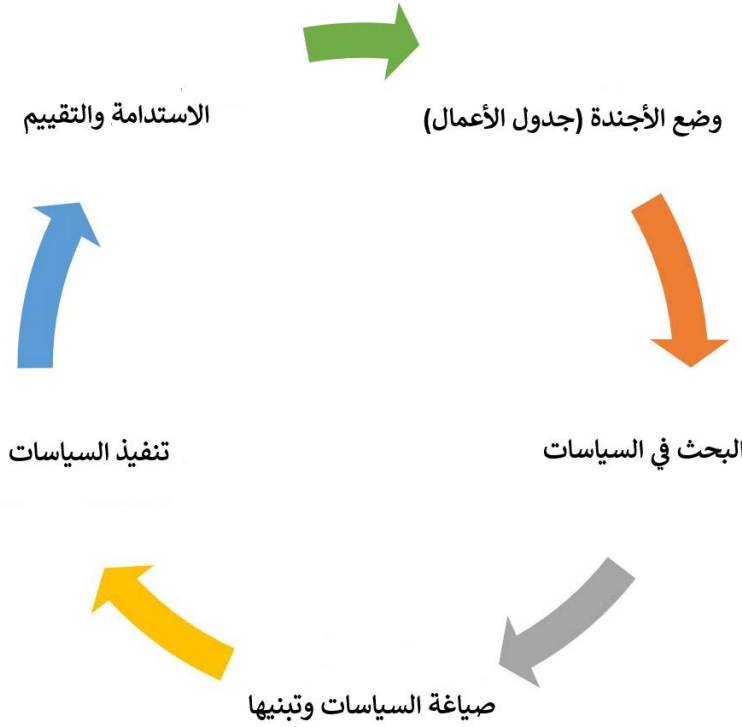 وضع الأجندة (جدول الأعمال)
البحث في السياسات
صياغة السياسات وتبنيها
تنفيذ السياسات
الاستدامة والتقييم